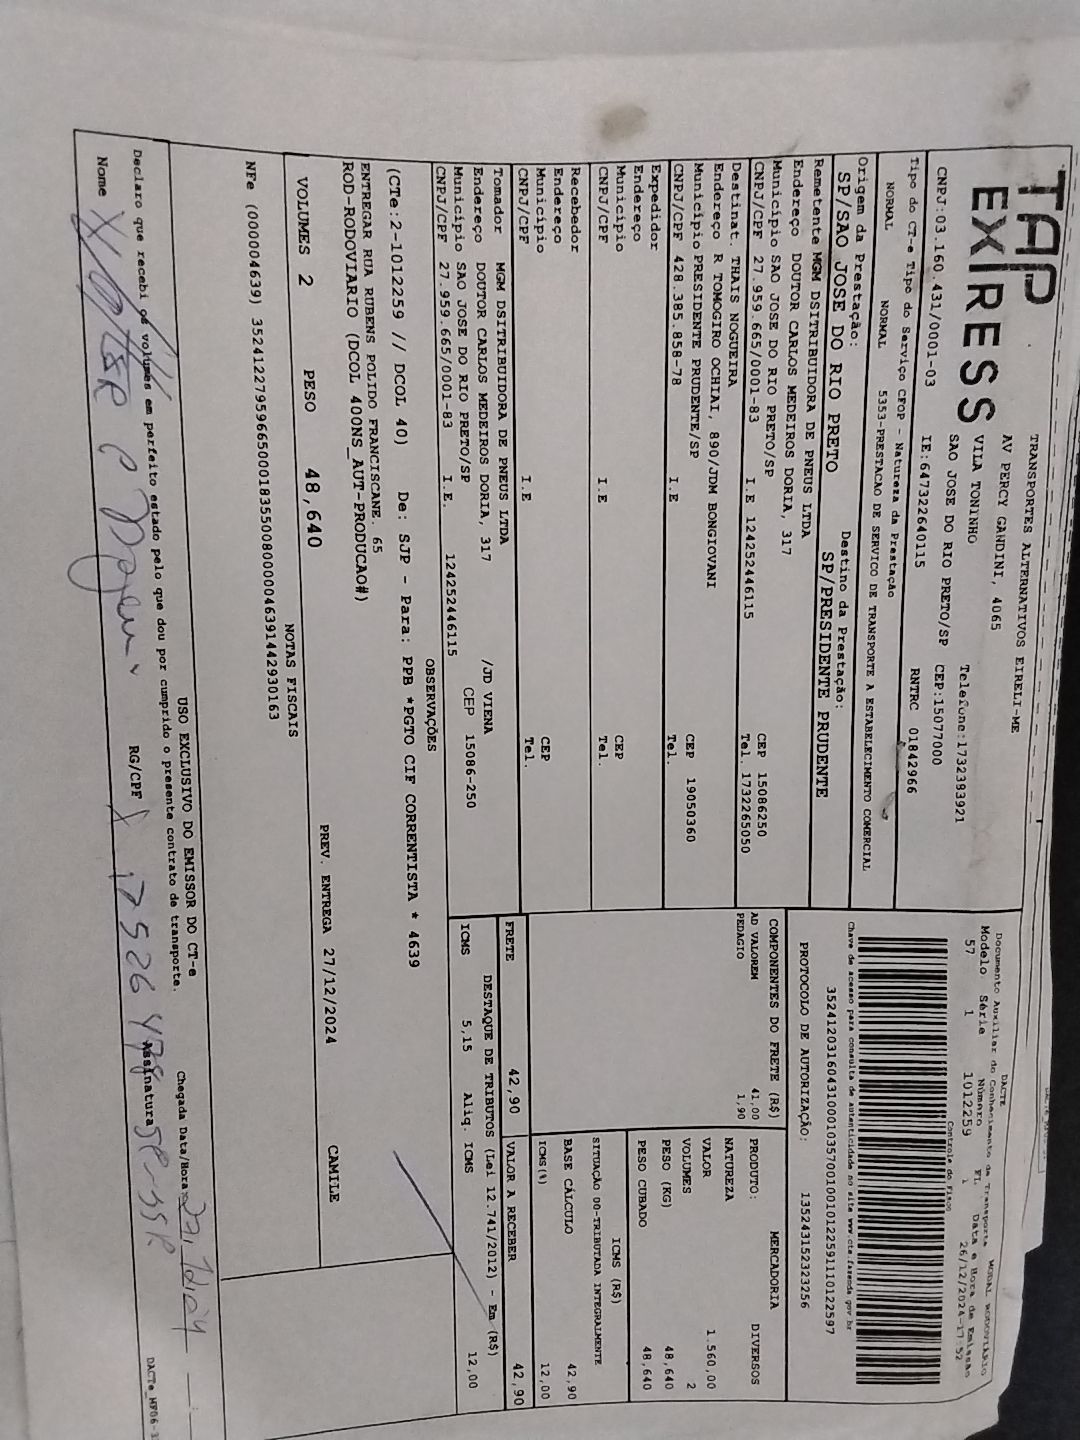 TAP
EXPRESS
TRANSPORTES ALTERNATIVOS EIRELI-ME
AV PERCY GANDINI, 4065
VILA TONINHO
SAO JOSE DO RIO PRETO/SP
Telefone:1732383921
CEP:15077000
CNPJ:03.160.431/0001-03
IE:647322640115
RNTRC 01842966
DACTE
MODAL RODOVIÁRIO
Documento Auxiliar do Conhecimento de Transporte
Modelo Série Número FL Data e Hora de Emissão
57 1 1012259 1 26/12/2024-17:52
Controle do Fisco
Tipo do CT-e Tipo do Serviço CFOP - Natureza da Prestação
NORMAL NORMAL 5353-PRESTACAO DE SERVICO DE TRANSPORTE A ESTABELECIMENTO COMERCIAL
Chave de acesso para consulta de autenticidade no site www.cte.fazenda.gov.br
Origem da Prestação: Destino da Prestação:
SP/SAO JOSE DO RIO PRETO SP/PRESIDENTE PRUDENTE
PROTOCOLO DE AUTORIZAÇÃO: 135243152323256
Remetente MGM DSITRIBUIDORA DE PNEUS LTDA
Endereço DOUTOR CARLOS MEDEIROS DORIA, 317
Município SAO JOSE DO RIO PRETO/SP CEP 15086250
CNPJ/CPF 27.959.665/0001-83 I.E 124252446115 Tel. 1732265050
Destinat. THAIS NOGUEIRA
Endereço R TOMOGIRO OCHIAI, 890/JDM BONGIOVANI
Município PRESIDENTE PRUDENTE/SP CEP 19050360
CNPJ/CPF 428.385.858-78 I.E Tel.
Expedidor
Endereço
Município CEP
CNPJ/CPF I.E Tel.
Recebedor
Endereço
Município CEP
CNPJ/CPF I.E Tel.
Tomador MGM DSITRIBUIDORA DE PNEUS LTDA
Endereço DOUTOR CARLOS MEDEIROS DORIA, 317 /JD VIENA
Município SAO JOSE DO RIO PRETO/SP CEP 15086-250
CNPJ/CPF 27.959.665/0001-83 I.E. 124252446115
COMPONENTES DO FRETE (R$)
AD VALOREM 41,00
PEDAGIO 1,90
PRODUTO: MERCADORIA
NATUREZA DIVERSOS
VALOR 1.560,00
VOLUMES 2
PESO (KG) 48,640
PESO CUBADO 48,640
ICMS (R$)
SITUAÇÃO 00-TRIBUTADA INTEGRALMENTE
BASE CÁLCULO 42,90
ICMS(%) 12,00
FRETE 42,90 VALOR A RECEBER 42,90
DESTAQUE DE TRIBUTOS (Lei 12.741/2012) - Em (R$)
ICMS 5,15 Aliq. ICMS 12,00
OBSERVAÇÕES
(CTe:2-1012259 // DCOL 40) De: SJP - Para: PPB *PGTO CIF CORRENTISTA * 4639
ENTREGAR RUA RUBENS POLIDO FRANCISCANE. 65
ROD-RODOVIARIO (DCOL 400NS_AUT-PRODUCAO#)
VOLUMES 2 PESO 48,640 PREV. ENTREGA 27/12/2024 CAMILE
NOTAS FISCAIS
USO EXCLUSIVO DO EMISSOR DO CT-e
Declaro que recebi os volumes em perfeito estado pelo que dou por cumprido o presente contrato de transporte.
Chegada Data/Hora
Nome RG/CPF Assinatura